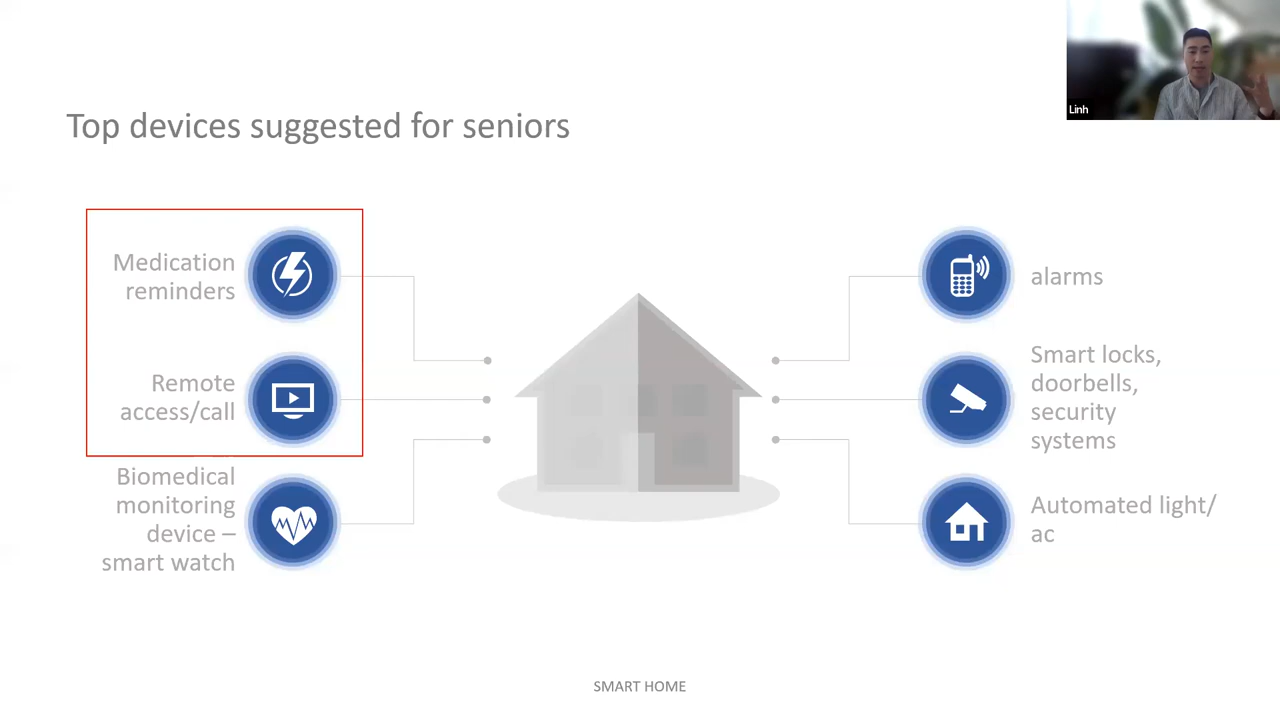 Linh
Top devices suggested for seniors
Medication
reminders
Remote
access/call
Biomedical
monitoring
device –
smart watch
alarms
Smart locks,
doorbells,
security
systems
Automated light/
ac
SMART HOME